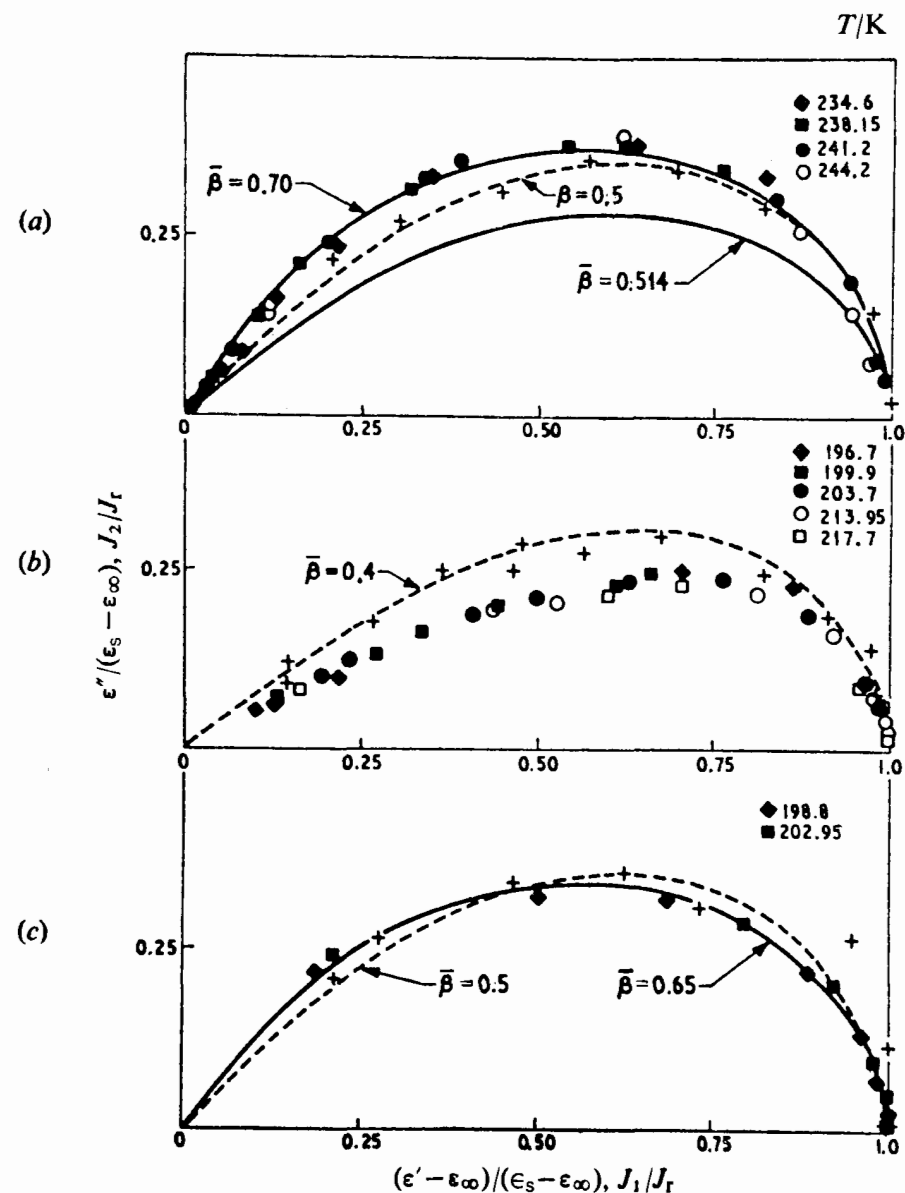 T/K
(a)
◆ 234.6
■ 238.15
● 241.2
○ 244.2
β̄ = 0.70
β = 0.5
β̄ = 0.514
0.25
0 0.25 0.50 0.75 1.0
(b)
◆ 196.7
■ 199.9
● 203.7
○ 213.95
□ 217.7
β̄ = 0.4
0.25
0 0.25 0.50 0.75 1.0
ε″/(εs − ε∞), J2/Jr
(c)
◆ 198.8
■ 202.95
β̄ = 0.5
β̄ = 0.65
0.25
0 0.25 0.50 0.75 1.0
(ε′ − ε∞)/(ϵs − ε∞), J1/Jr